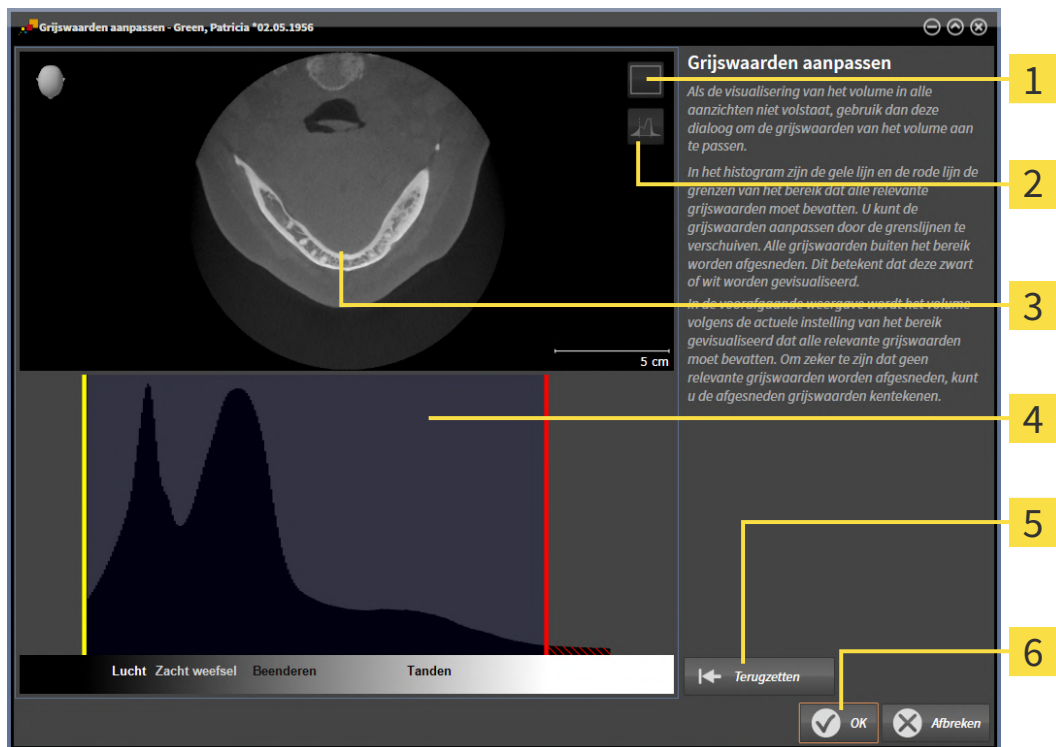 Grijswaarden aanpassen - Green, Patricia *02.05.1956
Grijswaarden aanpassen
Als de visualisering van het volume in alle
aanzichten niet volstaat, gebruik dan deze
dialoog om de grijswaarden van het volume aan
te passen.
In het histogram zijn de gele lijn en de rode lijn de
grenzen van het bereik dat alle relevante
grijswaarden moet bevatten. U kunt de
grijswaarden aanpassen door de grenslijnen te
verschuiven. Alle grijswaarden buiten het bereik
worden afgesneden. Dit betekent dat deze zwart
of wit worden gevisualiseerd.
In de voorafgaande weergave wordt het volume
volgens de actuele instelling van het bereik
gevisualiseerd dat alle relevante grijswaarden
moet bevatten. Om zeker te zijn dat geen
relevante grijswaarden worden afgesneden, kunt
u de afgesneden grijswaarden kentekenen.
1
2
3
4
5
6
5 cm
Lucht Zacht weefsel Beenderen Tanden
Terugzetten
OK
Afbreken